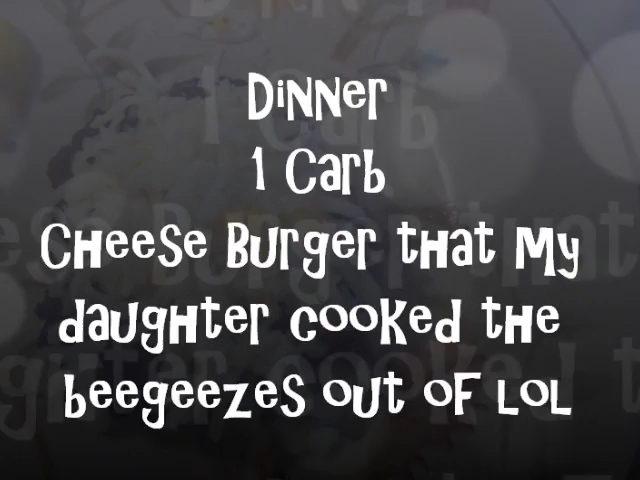 Dinner
1 Carb
Cheese Burger that my
daughter cooked the
beegeezes out of LOL